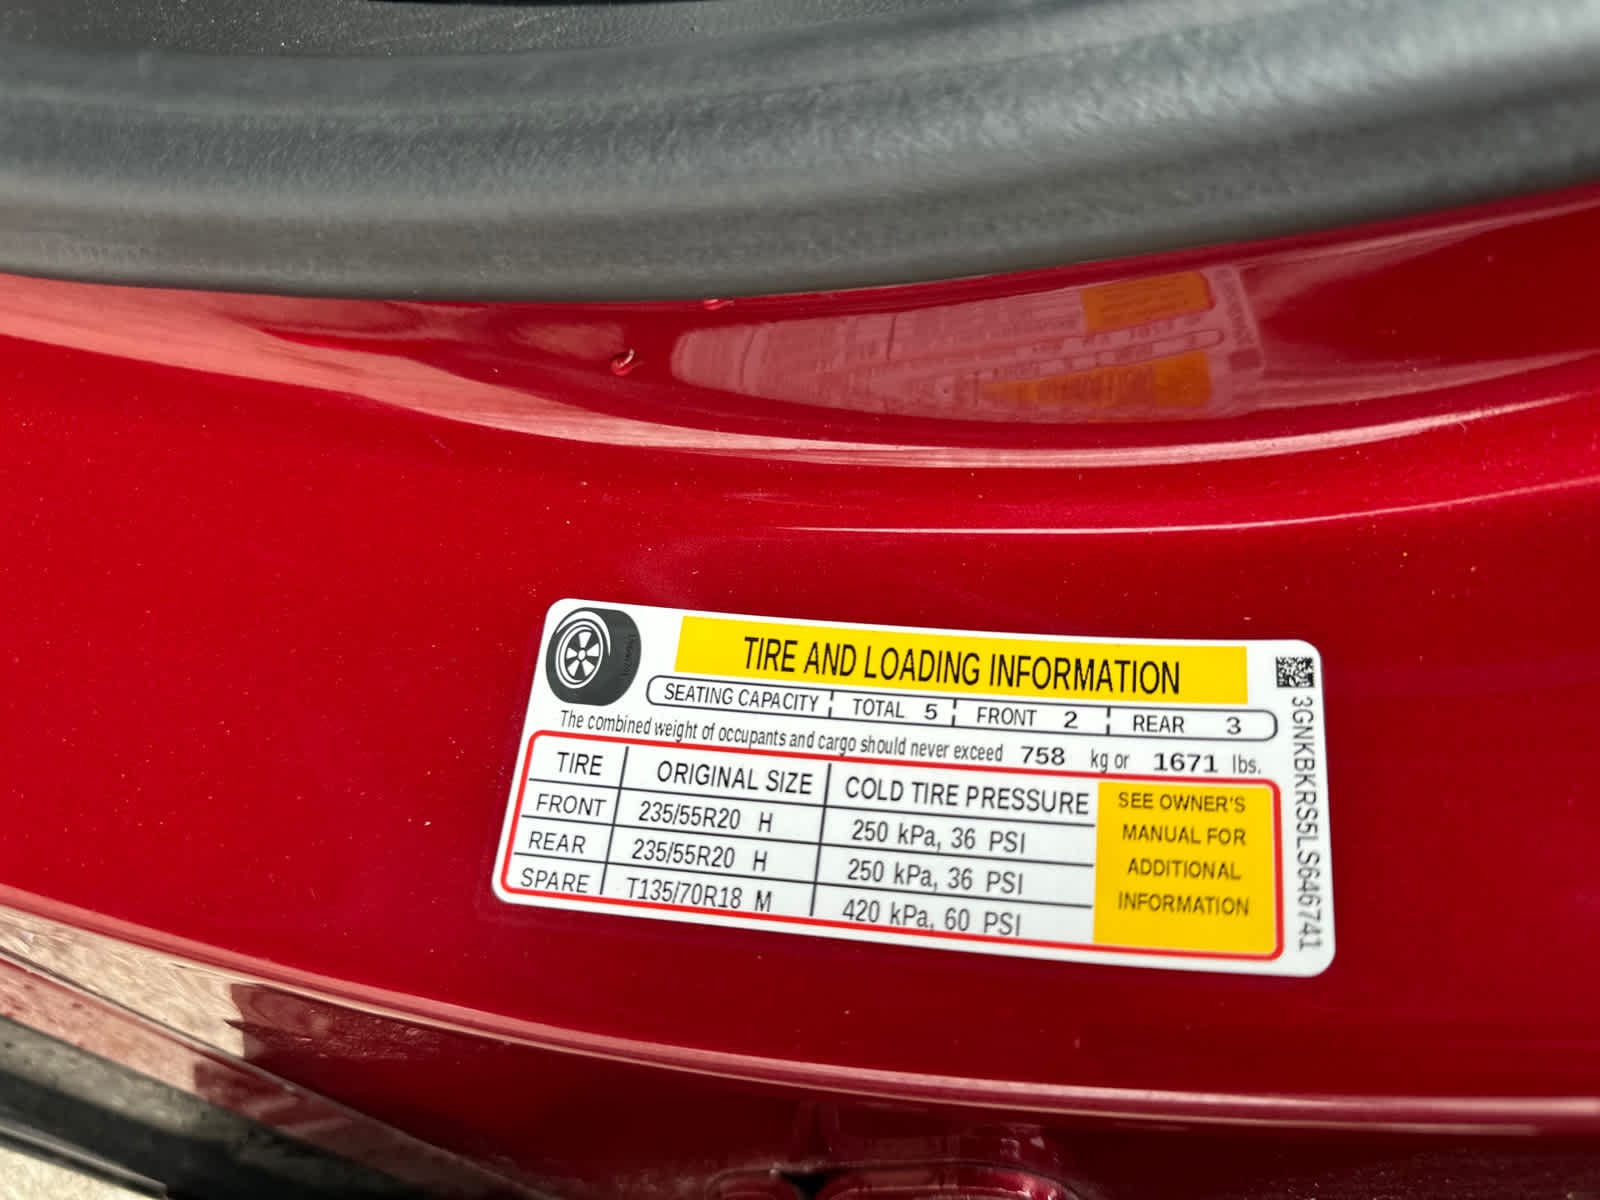 TIRE AND LOADING INFORMATION
SEATING CAPACITY TOTAL 5 FRONT 2 REAR 3
The combined weight of occupants and cargo should never exceed 758 kg or 1671 lbs.
TIRE ORIGINAL SIZE COLD TIRE PRESSURE
FRONT 235/55R20 H 250 kPa, 36 PSI
REAR 235/55R20 H 250 kPa, 36 PSI
SPARE T135/70R18 M 420 kPa, 60 PSI
SEE OWNER'S
MANUAL FOR
ADDITIONAL
INFORMATION
3GNKBKRS5LS646741